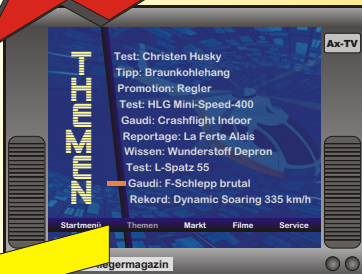 Ax-TV
THEMEN
Test: Christen Husky
Tipp: Braunkohlehang
Promotion: Regler
Test: HLG Mini-Speed-400
Gaudi: Crashflight Indoor
Reportage: La Ferte Alais
Wissen: Wunderstoff Depron
Test: L-Spatz 55
Gaudi: F-Schlepp brutal
Rekord: Dynamic Soaring 335 km/h
Startmenü Themen Markt Filme Service